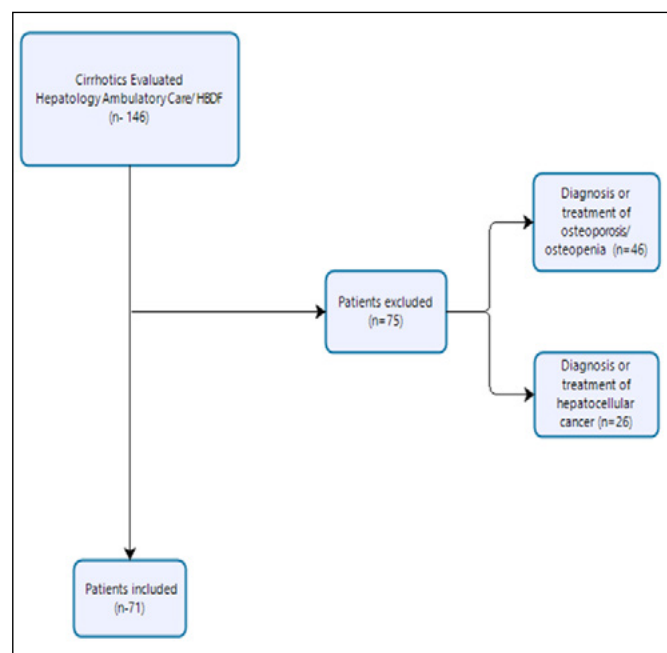 Cirrhotics Evaluated
Hepatology Ambulatory Care/ HBDF
(n- 146)
Diagnosis or
treatment of
osteoporosis/
osteopenia (n=46)
Patients excluded
(n=75)
Diagnosis or
treatment of
hepatocellular
cancer (n=26)
Patients included
(n-71)